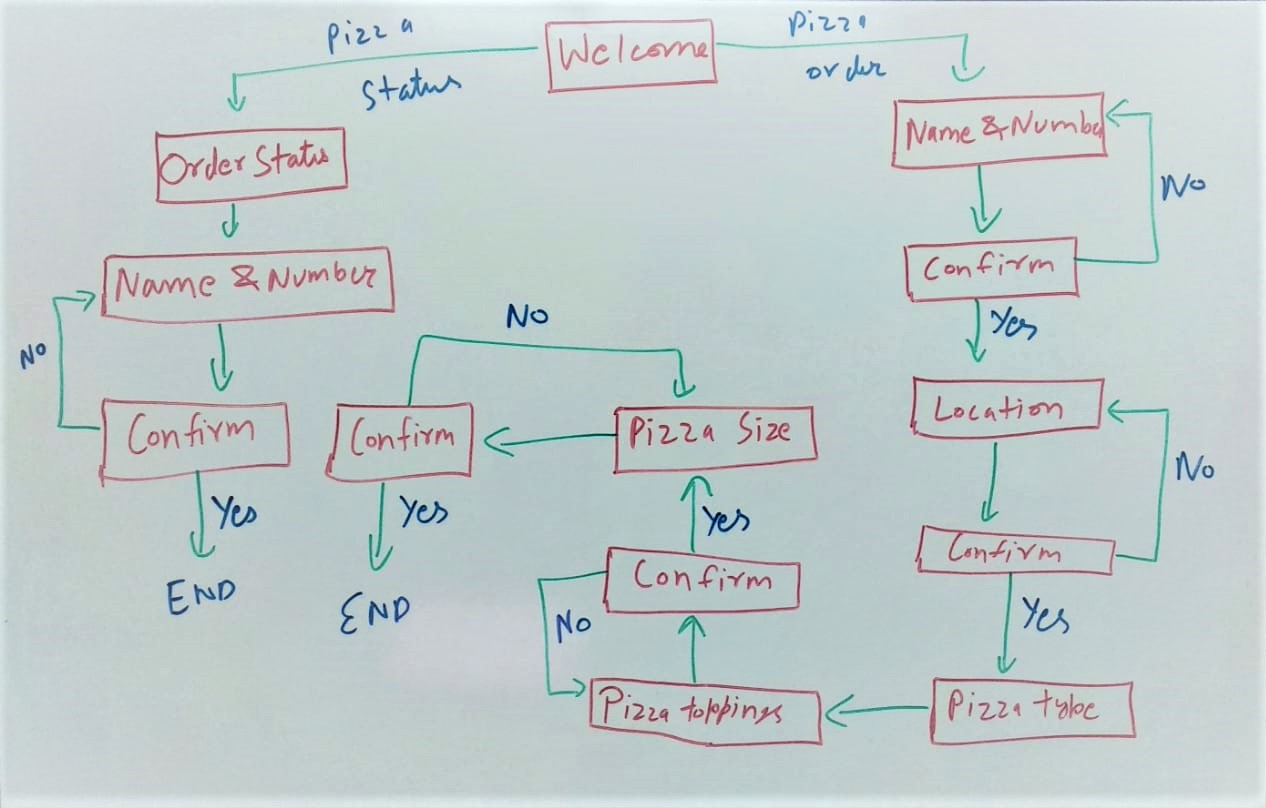 Pizza
Status
Welcome
Pizza
order
Order Status
Name & Number
No
Confirm
Yes
END
Name & Numbe
No
Confirm
Yes
Location
No
Confirm
Yes
Pizza type
Pizza toppings
No
Confirm
Yes
Pizza Size
No
Confirm
Yes
END